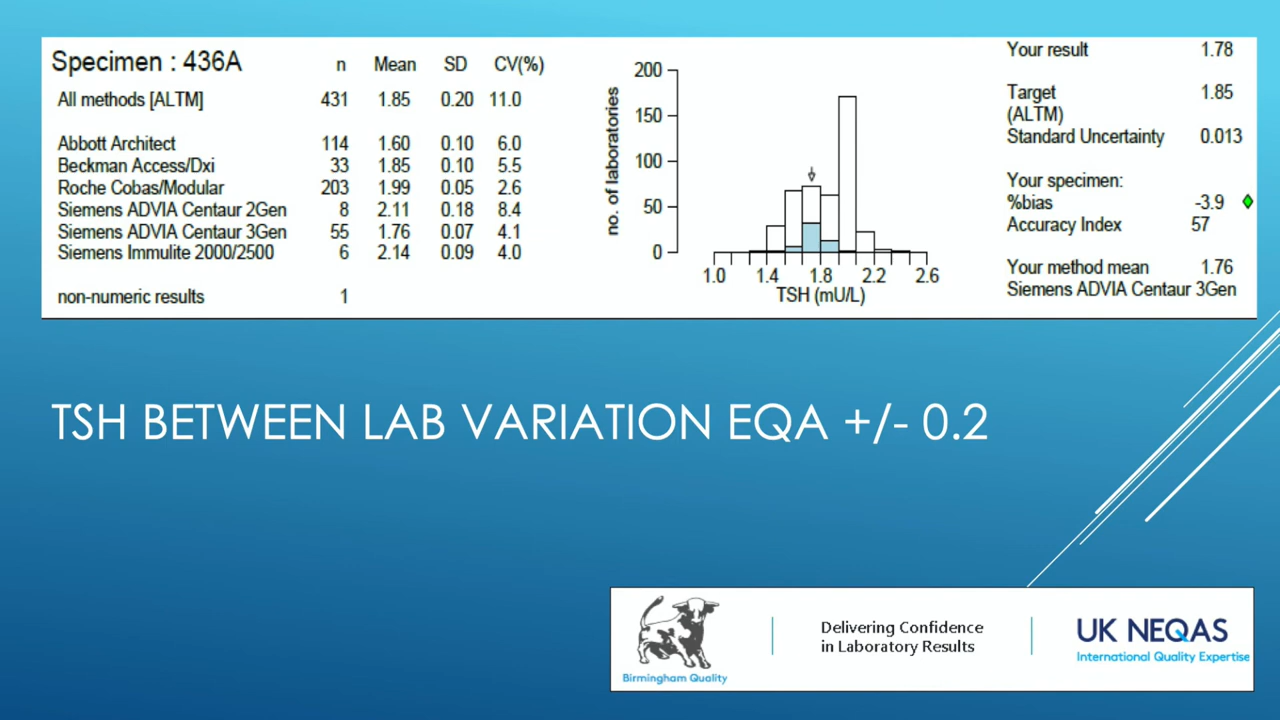 Specimen : 436A n Mean SD CV(%)
All methods [ALTM] 431 1.85 0.20 11.0
Abbott Architect 114 1.60 0.10 6.0
Beckman Access/Dxi 33 1.85 0.10 5.5
Roche Cobas/Modular 203 1.99 0.05 2.6
Siemens ADVIA Centaur 2Gen 8 2.11 0.18 8.4
Siemens ADVIA Centaur 3Gen 55 1.76 0.07 4.1
Siemens Immulite 2000/2500 6 2.14 0.09 4.0
non-numeric results 1
no. of laboratories
200
150
100
50
0
1.0 1.4 1.8 2.2 2.6
TSH (mU/L)
Your result 1.78
Target 1.85
(ALTM)
Standard Uncertainty 0.013
Your specimen:
%bias -3.9
Accuracy Index 57
Your method mean 1.76
Siemens ADVIA Centaur 3Gen
TSH BETWEEN LAB VARIATION EQA +/- 0.2
Birmingham Quality
Delivering Confidence
in Laboratory Results
UK NEQAS
International Quality Expertise